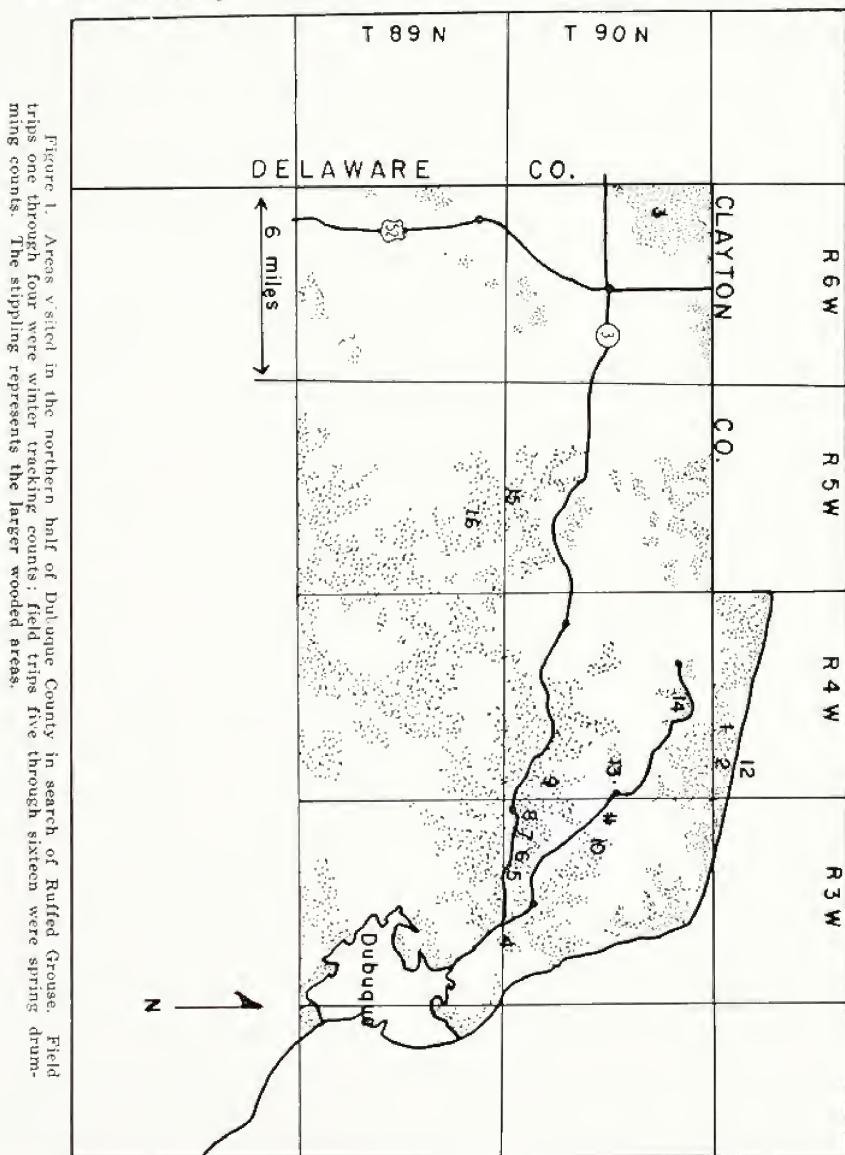 T 89 N
T 90 N
DELAWARE CO.
CLAYTON CO.
R 6 W
R 5 W
R 4 W
R 3 W
52
3
6 miles
3
15
16
14
1
2
12
13
9
8
7
6
5
10
4
Dubuque
N
Figure 1. Areas visited in the northern half of Dubuque County in search of Ruffed Grouse. Field
trips one through four were winter tracking counts; field trips five through sixteen were spring drum-
ming counts. The stippling represents the larger wooded areas.